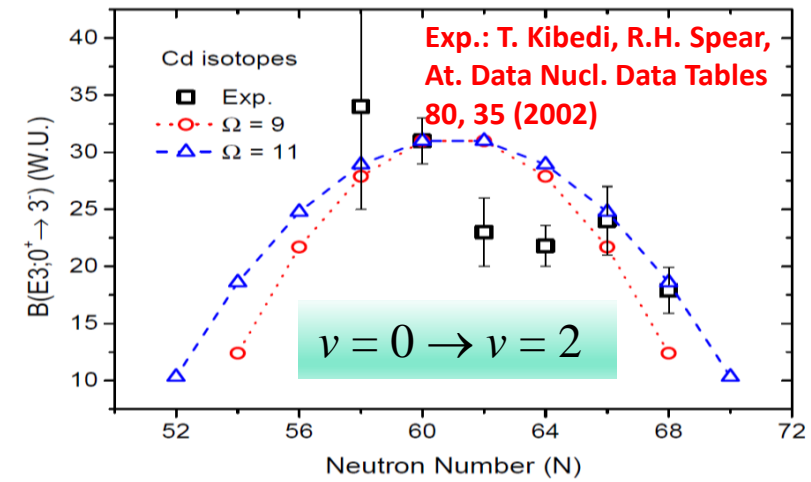 Exp.: T. Kibedi, R.H. Spear,
At. Data Nucl. Data Tables
80, 35 (2002)
Cd isotopes
Exp.
Ω = 9
Ω = 11
v = 0 → v = 2
B(E3;0⁺→ 3⁻) (W.U.)
40
35
30
25
20
15
10
52 56 60 64 68 72
Neutron Number (N)